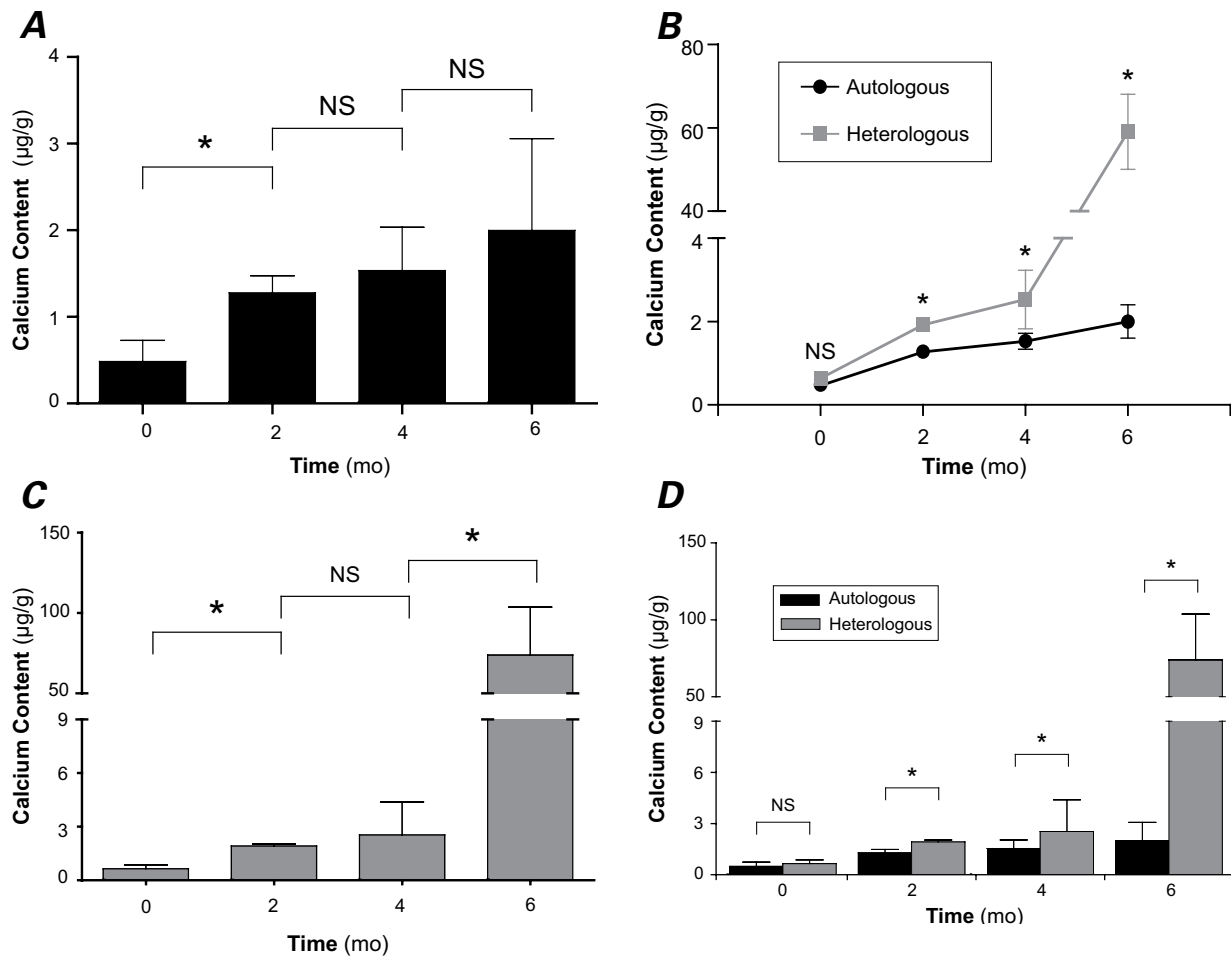 A
Calcium Content (µg/g)
4
3
2
1
0
*
NS
NS
0 2 4 6
Time (mo)
B
Calcium Content (µg/g)
80
60
40
4
2
0
Autologous
Heterologous
NS
*
*
*
0 2 4 6
Time (mo)
C
Calcium Content (µg/g)
150
100
50
9
6
3
0
*
NS
*
0 2 4 6
Time (mo)
D
Calcium Content (µg/g)
150
100
50
9
6
3
0
Autologous
Heterologous
NS
*
*
*
0 2 4 6
Time (mo)